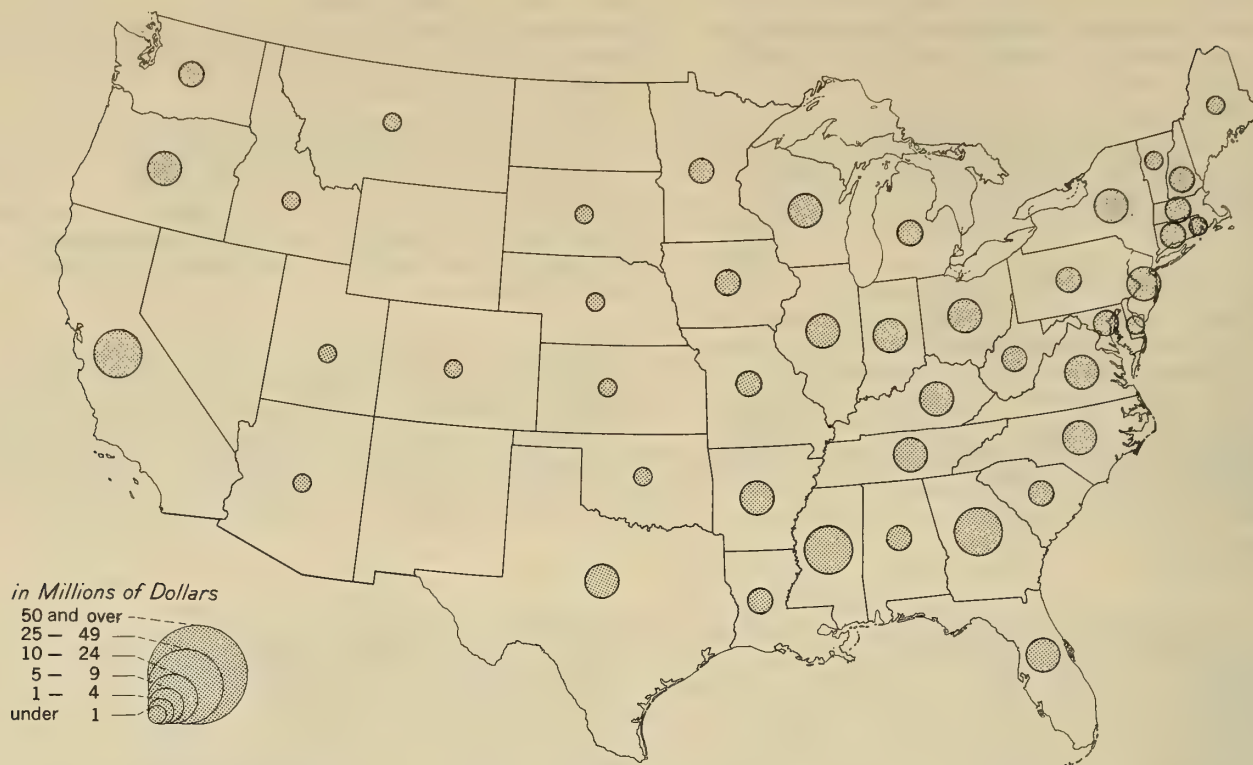 in Millions of Dollars
50 and over
25 – 49
10 – 24
5 – 9
1 – 4
under 1